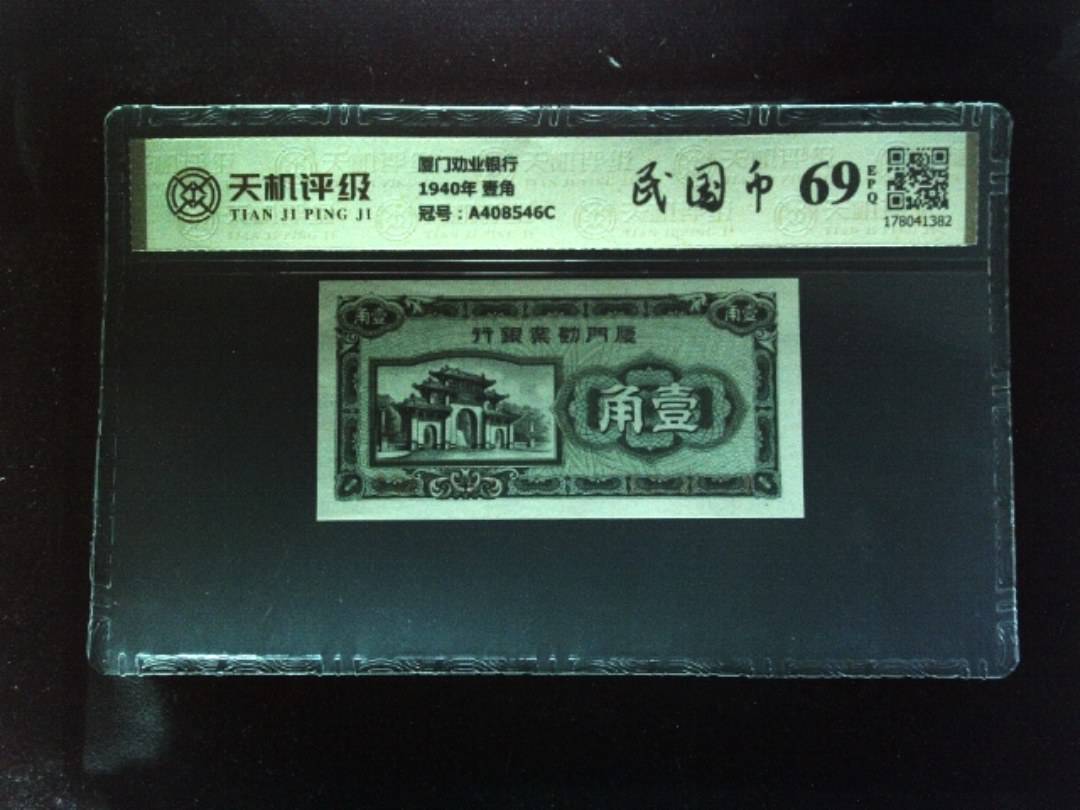 天机评级
TIAN JI PING JI
厦门劝业银行
1940年 壹角
冠号：A408546C
民国币
69
EPQ
178041382
角壹
角壹
行銀業勸門廈
角壹